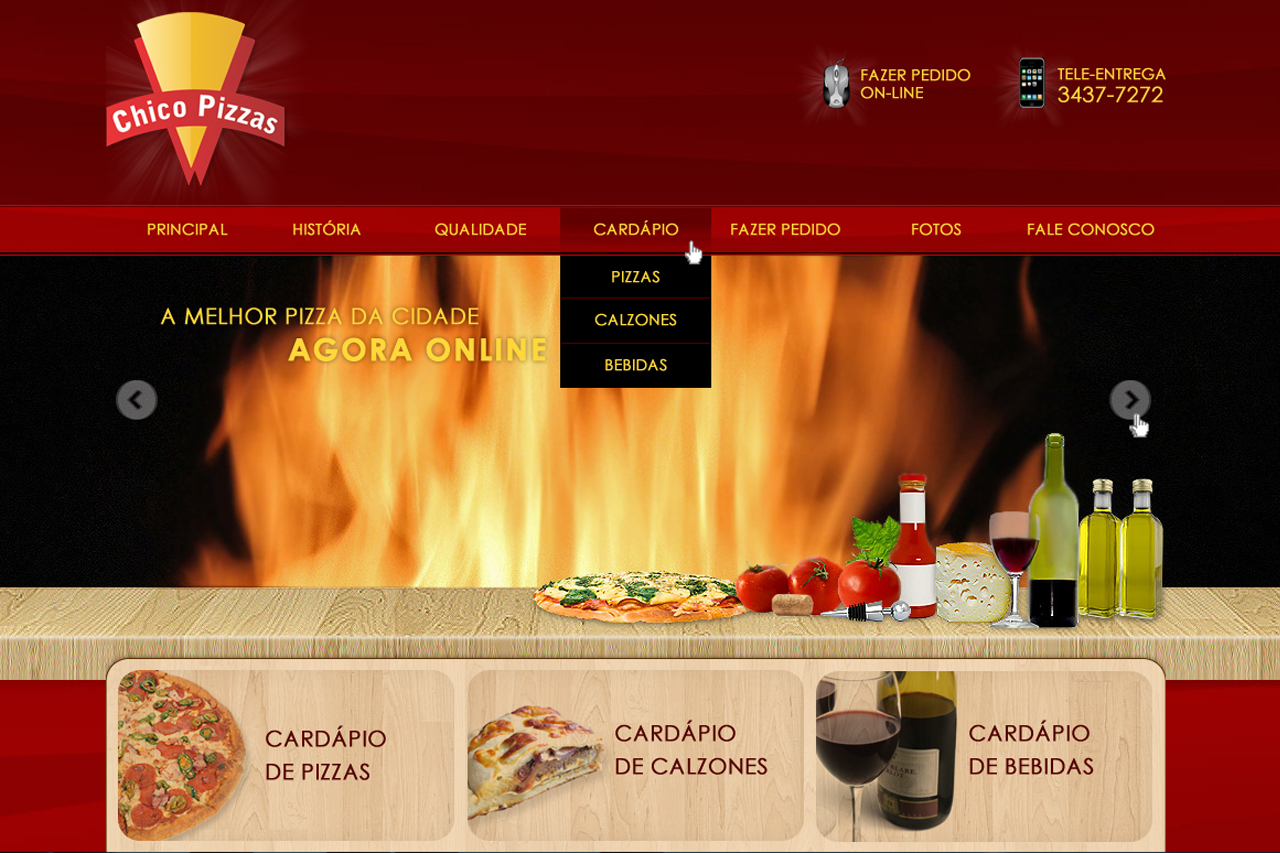 Chico Pizzas
FAZER PEDIDO
ON-LINE
TELE-ENTREGA
3437-7272
PRINCIPAL
HISTÓRIA
QUALIDADE
CARDÁPIO
FAZER PEDIDO
FOTOS
FALE CONOSCO
PIZZAS
CALZONES
BEBIDAS
A MELHOR PIZZA DA CIDADE
AGORA ONLINE
CARDÁPIO
DE PIZZAS
CARDÁPIO
DE CALZONES
CARDÁPIO
DE BEBIDAS